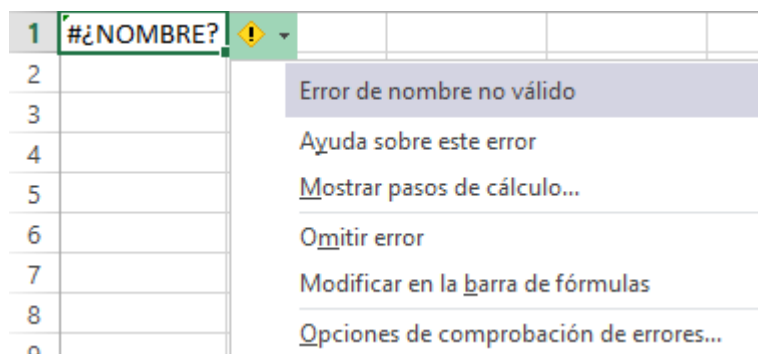 1 #¿NOMBRE?
2 Error de nombre no válido
3
4 Ayuda sobre este error
5 Mostrar pasos de cálculo...
6 Omitir error
7 Modificar en la barra de fórmulas
8
9 Opciones de comprobación de errores...